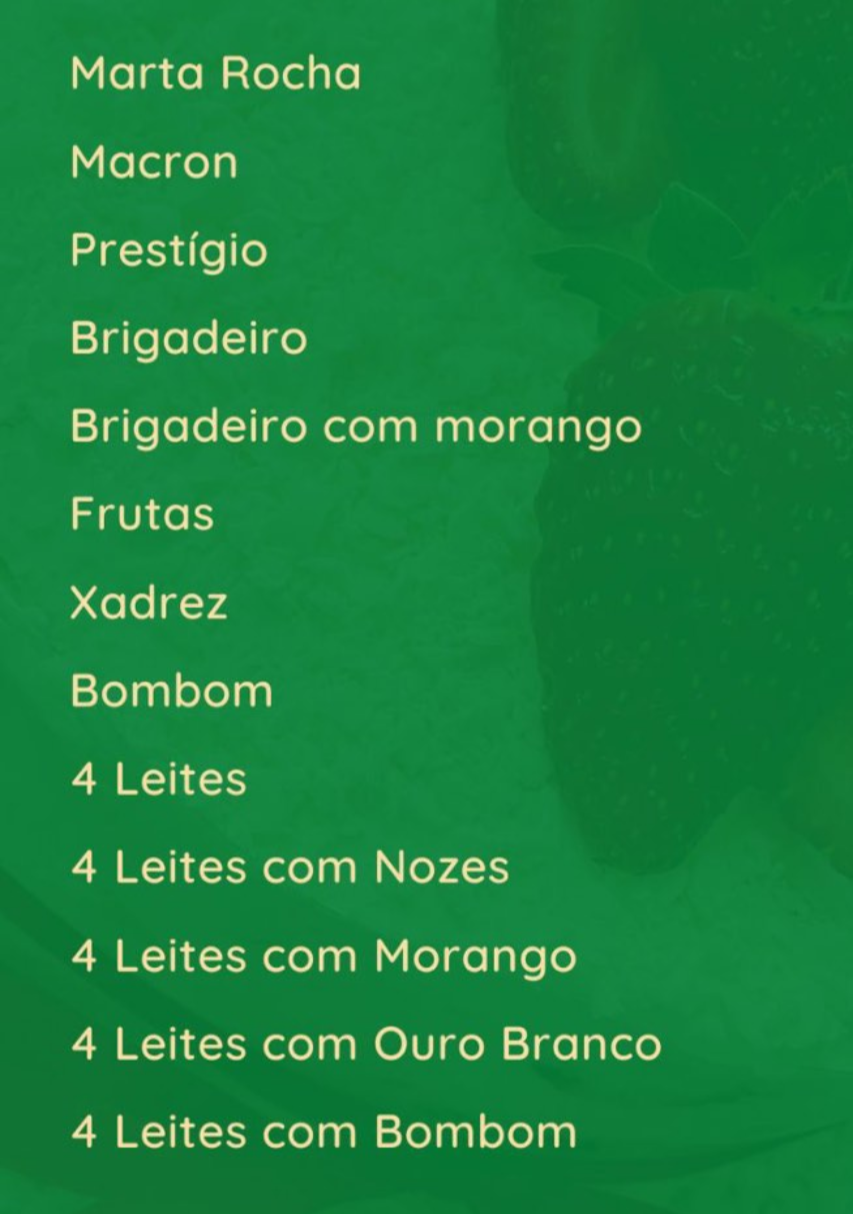 Marta Rocha
Macron
Prestígio
Brigadeiro
Brigadeiro com morango
Frutas
Xadrez
Bombom
4 Leites
4 Leites com Nozes
4 Leites com Morango
4 Leites com Ouro Branco
4 Leites com Bombom